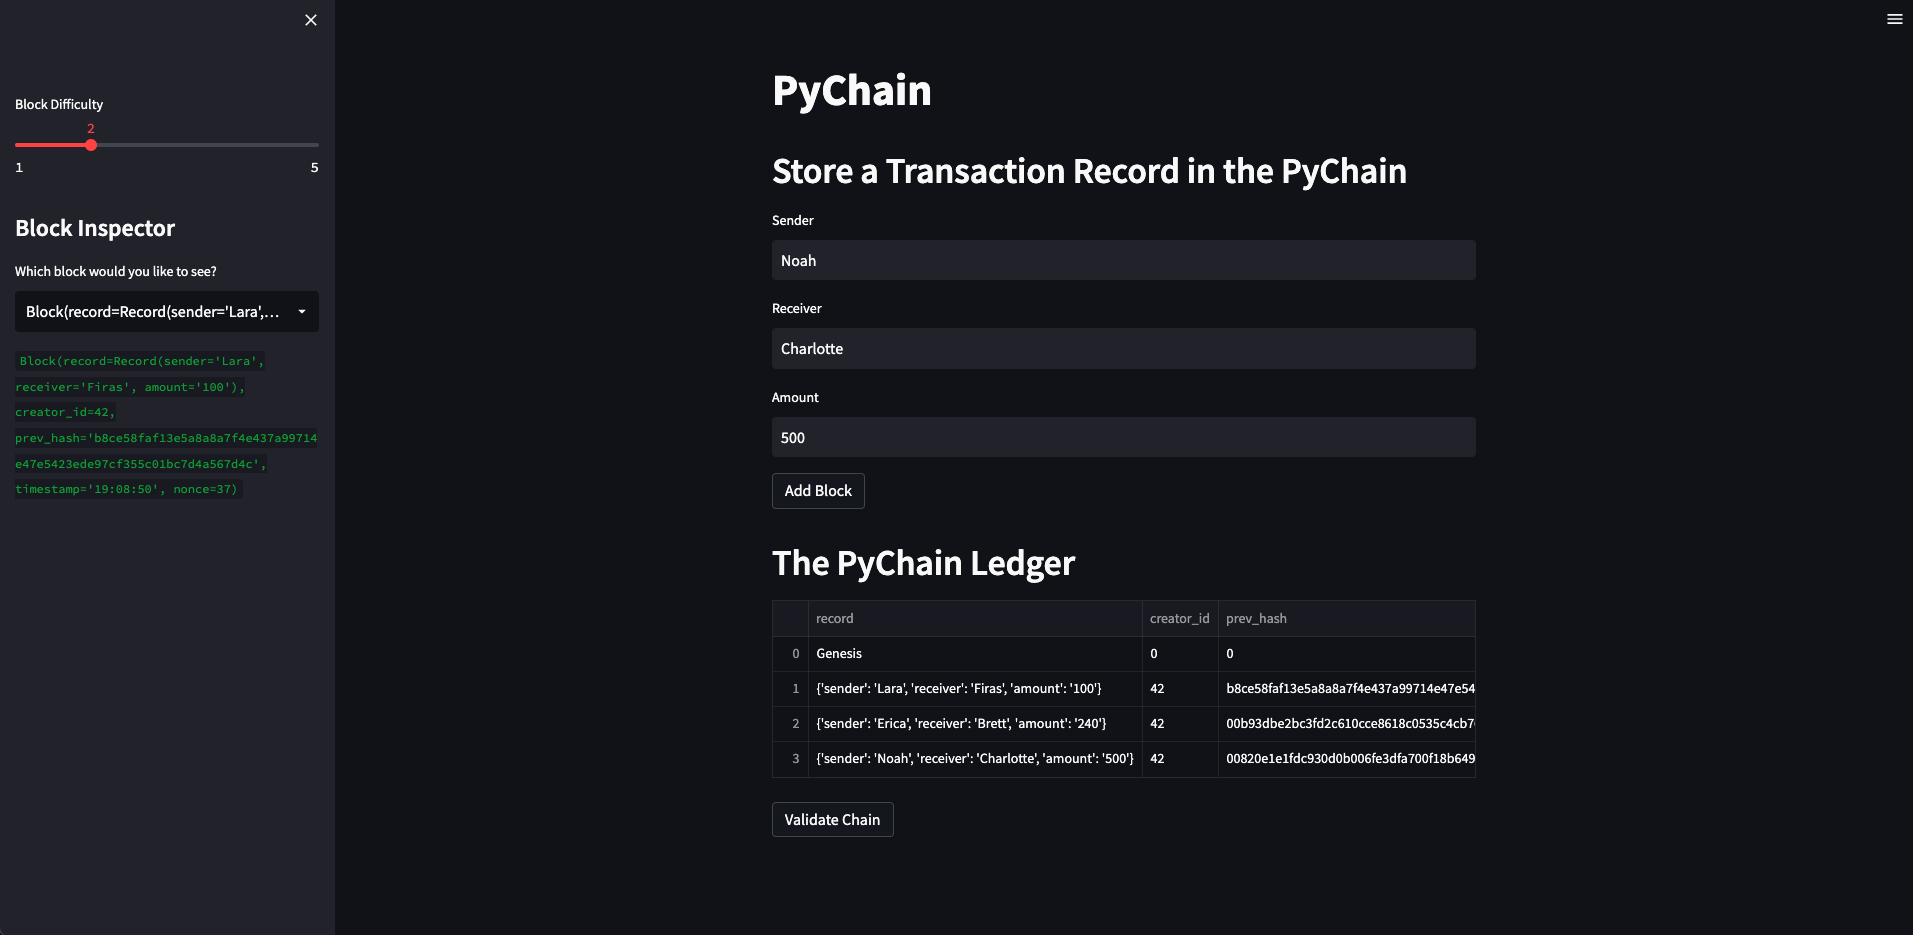 Block Difficulty
2
1 5
Block Inspector
Which block would you like to see?
Block(record=Record(sender='Lara',...
Block(record=Record(sender='Lara',
receiver='Firas', amount='100'),
creator_id=42,
prev_hash='b8ce58faf13e5a8a8a7f4e437a99714
e47e5423ede97cf355c01bc7d4a567d4c',
timestamp='19:08:50', nonce=37)
PyChain
Store a Transaction Record in the PyChain
Sender
Noah
Receiver
Charlotte
Amount
500
Add Block
The PyChain Ledger
record creator_id prev_hash
0 Genesis 0 0
1 {'sender': 'Lara', 'receiver': 'Firas', 'amount': '100'} 42 b8ce58faf13e5a8a8a7f4e437a99714e47e54
2 {'sender': 'Erica', 'receiver': 'Brett', 'amount': '240'} 42 00b93dbe2bc3fd2c610cce8618c0535c4cb7
3 {'sender': 'Noah', 'receiver': 'Charlotte', 'amount': '500'} 42 00820e1e1fdc930d0b006fe3dfa700f18b649
Validate Chain